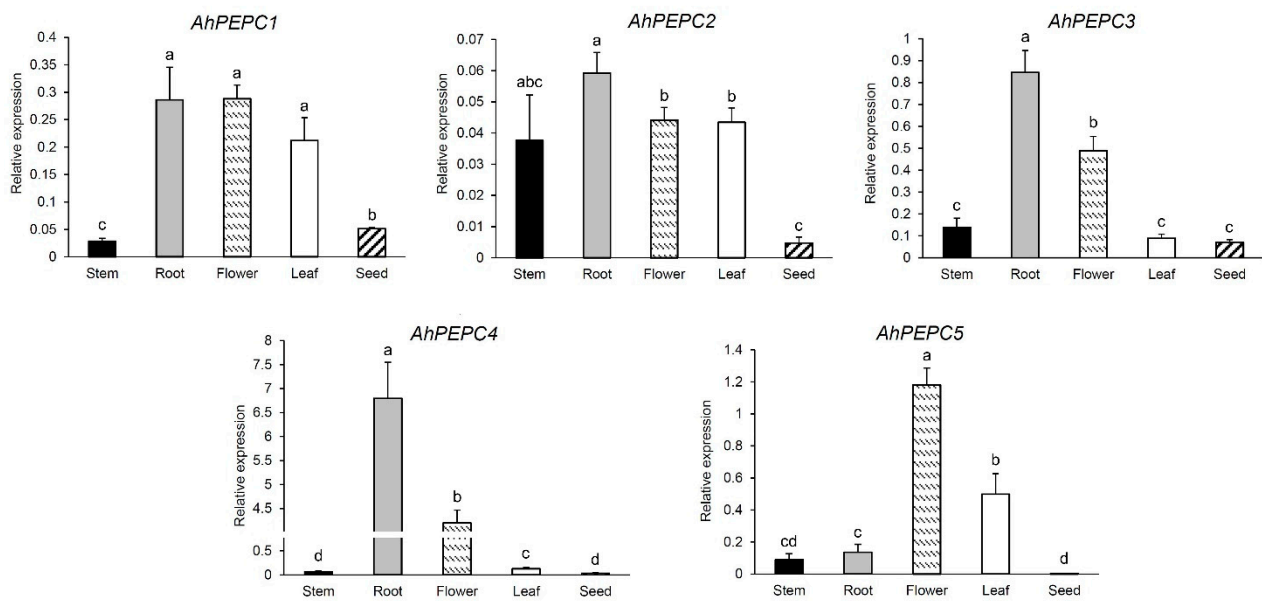 AhPEPC1
Relative expression
0.4
0.35
0.3
0.25
0.2
0.15
0.1
0.05
0
c
a
a
a
b
Stem Root Flower Leaf Seed
AhPEPC2
Relative expression
0.07
0.06
0.05
0.04
0.03
0.02
0.01
0
abc
a
b
b
c
Stem Root Flower Leaf Seed
AhPEPC3
Relative expression
1
0.9
0.8
0.7
0.6
0.5
0.4
0.3
0.2
0.1
0
c
a
b
c
c
Stem Root Flower Leaf Seed
AhPEPC4
Relative expression
8
7.5
7
6.5
6
5.5
5
4.5
0.5
0
d
a
b
c
d
Stem Root Flower Leaf Seed
AhPEPC5
Relative expression
1.4
1.2
1
0.8
0.6
0.4
0.2
0
cd
c
a
b
d
Stem Root Flower Leaf Seed